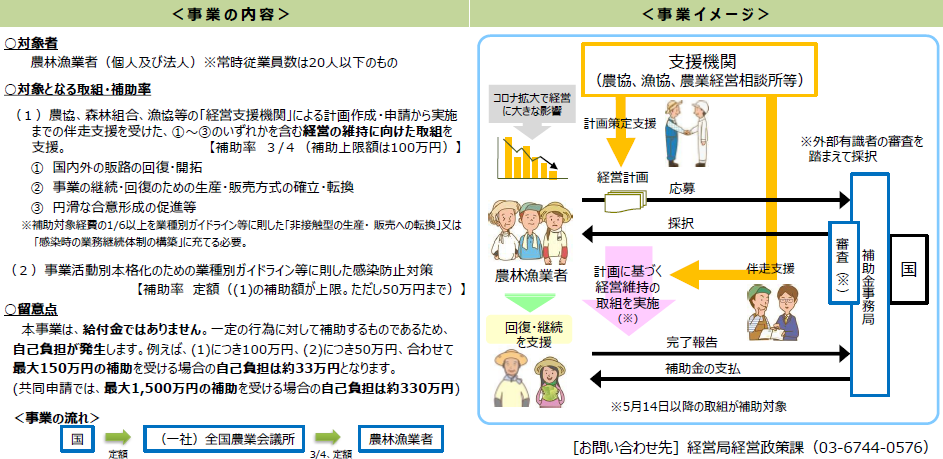 ＜事業の内容＞
○対象者
農林漁業者（個人及び法人）※常時従業員数は20人以下のもの
○対象となる取組・補助率
（１）農協、森林組合、漁協等の「経営支援機関」による計画作成・申請から実施
までの伴走支援を受けた、①～③のいずれかを含む経営の維持に向けた取組を
支援。　【補助率　３／４（補助上限額は100万円）】
①　国内外の販路の回復・開拓
②　事業の継続・回復のための生産・販売方式の確立・転換
③　円滑な合意形成の促進等
※補助対象経費の1/6以上を業種別ガイドライン等に則した「非接触型の生産・販売への転換」又は
「感染時の業務継続体制の構築」に充てる必要。
（２）事業活動別本格化のための業種別ガイドライン等に則した感染防止対策
【補助率　定額（(1)の補助額が上限。ただし50万円まで）】
○留意点
本事業は、給付金ではありません。一定の行為に対して補助するものであるため、
自己負担が発生します。例えば、(1)につき100万円、(2)につき50万円、合わせて
最大150万円の補助を受ける場合の自己負担は約33万円となります。
(共同申請では、最大1,500万円の補助を受ける場合の自己負担は約330万円)
＜事業の流れ＞
国
定額
（一社）全国農業会議所
3/4、定額
農林漁業者
＜事業イメージ＞
支援機関
（農協、漁協、農業経営相談所等）
コロナ拡大で経営
に大きな影響
計画策定支援
※外部有識者の審査を
踏まえて採択
経営計画
応募
採択
農林漁業者
計画に基づく
経営維持の
取組を実施
（※）
伴走支援
審査（※）
補助金事務局
国
回復・継続
を支援
完了報告
補助金の支払
※5月14日以降の取組が補助対象
［お問い合わせ先］経営局経営政策課（03-6744-0576）